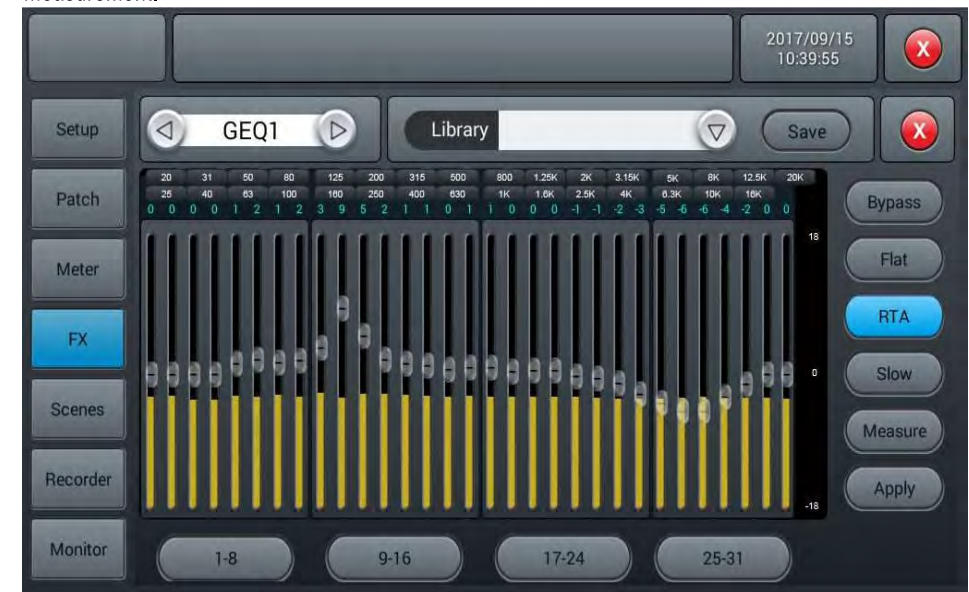 2017/09/15
10:39:55
X
Setup
GEQ1
Library
Save
X
20 31 50 80 125 200 315 500 800 1.25K 2K 3.15K 5K 8K 12.5K 20K
Patch
25 40 63 100 160 250 400 630 1K 1.6K 2.5K 4K 6.3K 10K 16K
Bypass
0 0 0 0 1 2 1 2 3 9 5 2 1 1 0 1 1 0 0 0 -1 -1 -2 -3 -5 -6 -6 -4 -2 0 0
18
Meter
Flat
FX
RTA
0
Slow
Scenes
Measure
Recorder
Apply
-18
Monitor
1-8
9-16
17-24
25-31